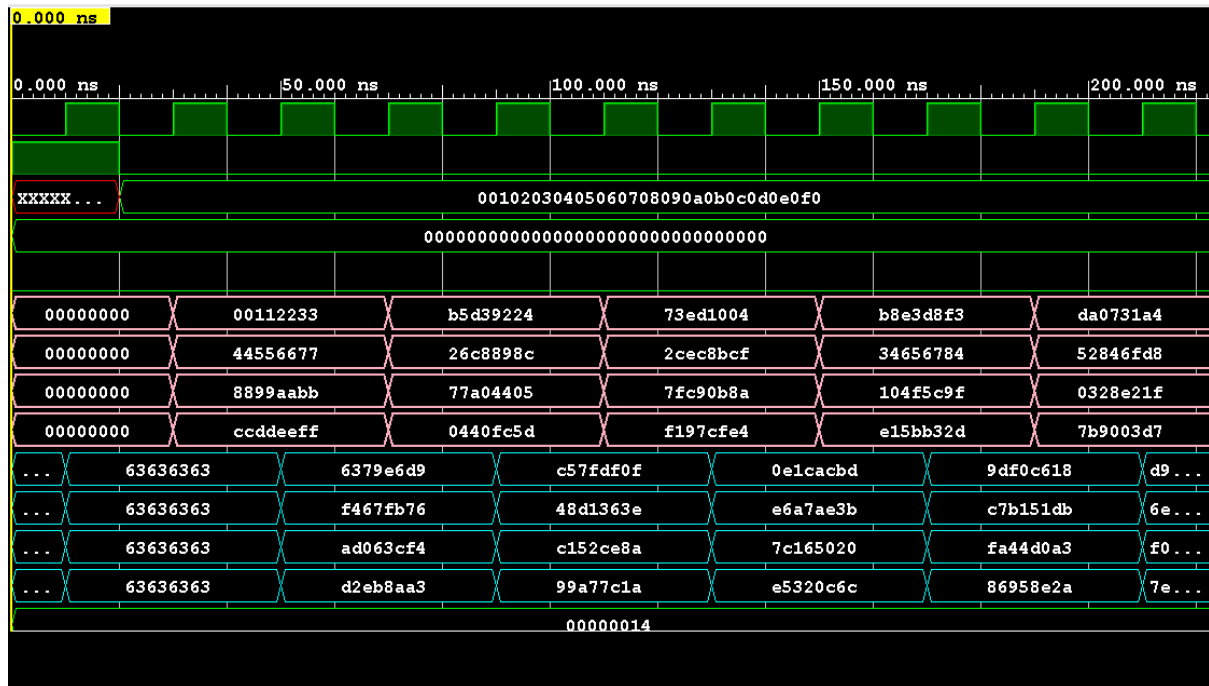 0.000 ns
0.000 ns 50.000 ns 100.000 ns 150.000 ns 200.000 ns
XXXXX... 00102030405060708090a0b0c0d0e0f0
00000000000000000000000000000000
00000000 00112233 b5d39224 73ed1004 b8e3d8f3 da0731a4
00000000 44556677 26c8898c 2cec8bcf 34656784 52846fd8
00000000 8899aabb 77a04405 7fc90b8a 104f5c9f 0328e21f
00000000 ccddeeff 0440fc5d f197cfe4 e15bb32d 7b9003d7
... 63636363 6379e6d9 c57fdf0f 0e1cacbd 9df0c618 d9...
... 63636363 f467fb76 48d1363e e6a7ae3b c7b151db 6e...
... 63636363 ad063cf4 c152ce8a 7c165020 fa44d0a3 f0...
... 63636363 d2eb8aa3 99a77c1a e5320c6c 86958e2a 7e...
00000014